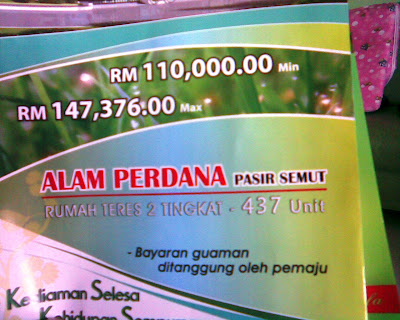 RM 110,000.00 Min
RM 147,376.00 Max
ALAM PERDANA PASIR SEMUT
RUMAH TERES 2 TINGKAT - 437 Unit
- Bayaran guaman
ditanggung oleh pemaju
Kediaman Selesa
Kehidupan